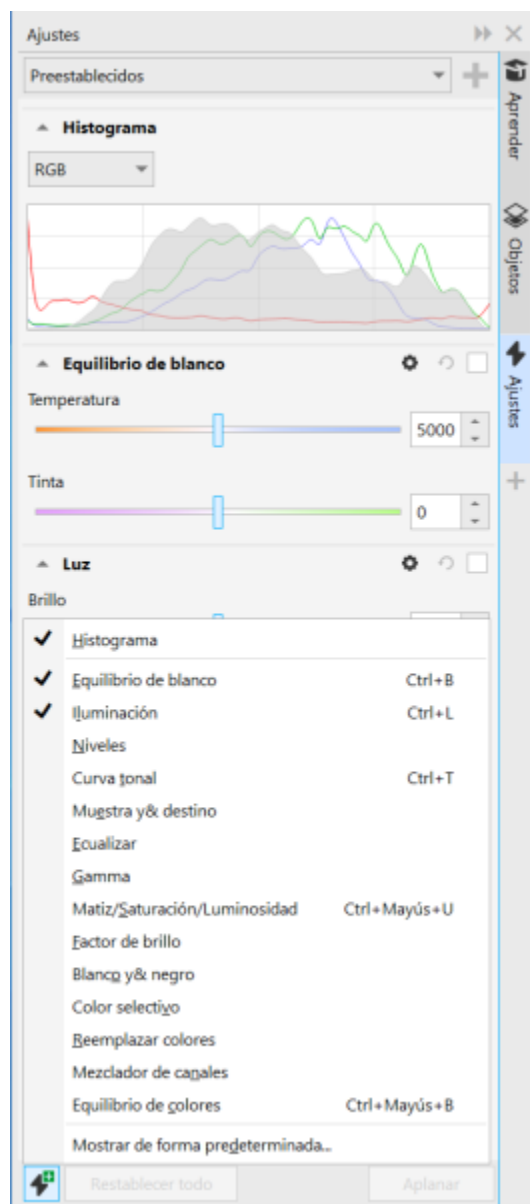 Ajustes
Preestablecidos
Histograma
RGB
Equilibrio de blanco
Temperatura
5000
Tinta
0
Luz
Brillo
Histograma
Equilibrio de blanco Ctrl+B
Iluminación Ctrl+L
Niveles
Curva tonal Ctrl+T
Muestra y& destino
Ecualizar
Gamma
Matiz/Saturación/Luminosidad Ctrl+Mayús+U
Factor de brillo
Blanco y& negro
Color selectivo
Reemplazar colores
Mezclador de canales
Equilibrio de colores Ctrl+Mayús+B
Mostrar de forma predeterminada...
Restablecer todo Aplanar
Aprender
Objetos
Ajustes